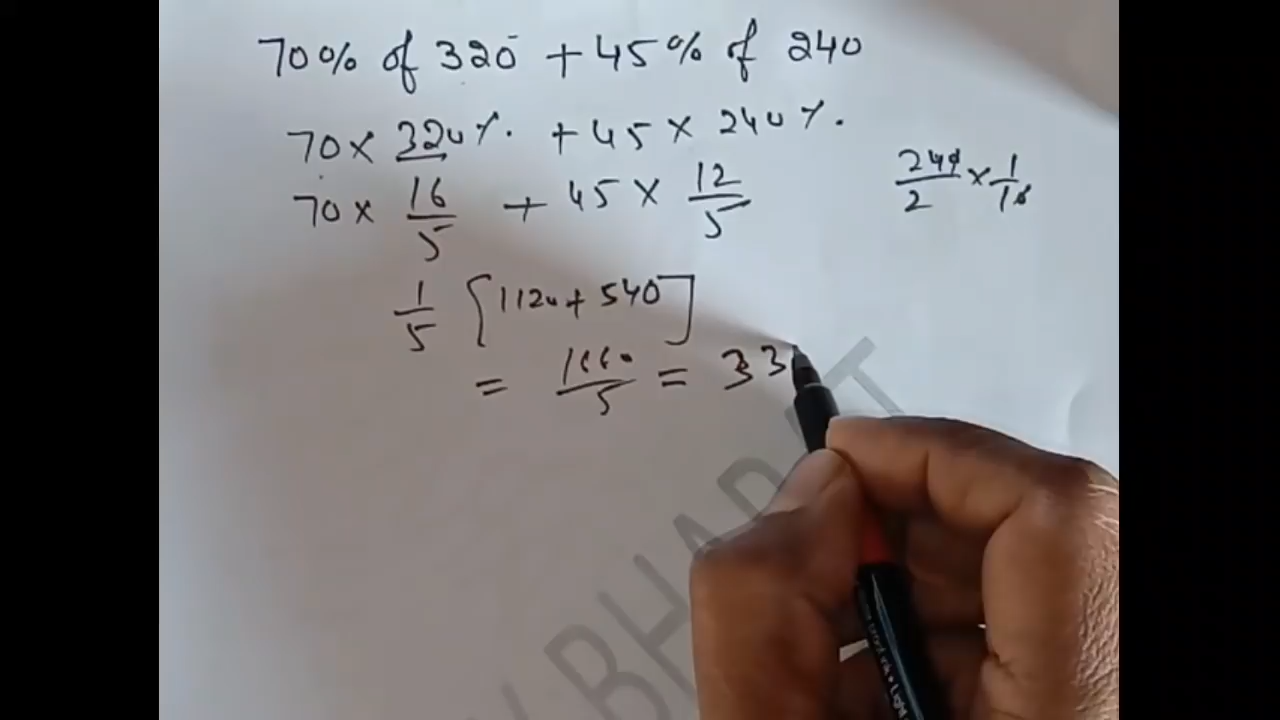 70% of 320 + 45% of 240
70 × 320 %. + 45 × 240 %.
70 × 16/5 + 45 × 12/5
240/2 × 1/10
1/5 [1120 + 540]
= 1660/5 = 33
BHARAT